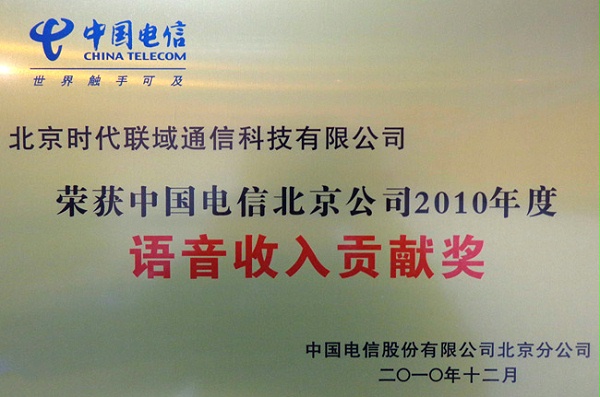 中国电信
CHINA TELECOM
世界触手可及
北京时代联域通信科技有限公司
荣获中国电信北京公司2010年度
语音收入贡献奖
中国电信股份有限公司北京分公司
二〇一〇年十二月